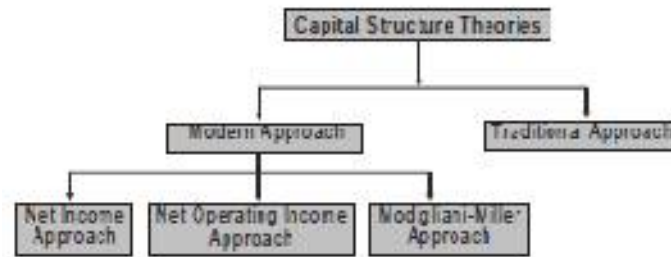 Capital Structure Theories
Modern Approach
Traditional Approach
Net Income
Approach
Net Operating Income
Approach
Modigliani-Miller
Approach